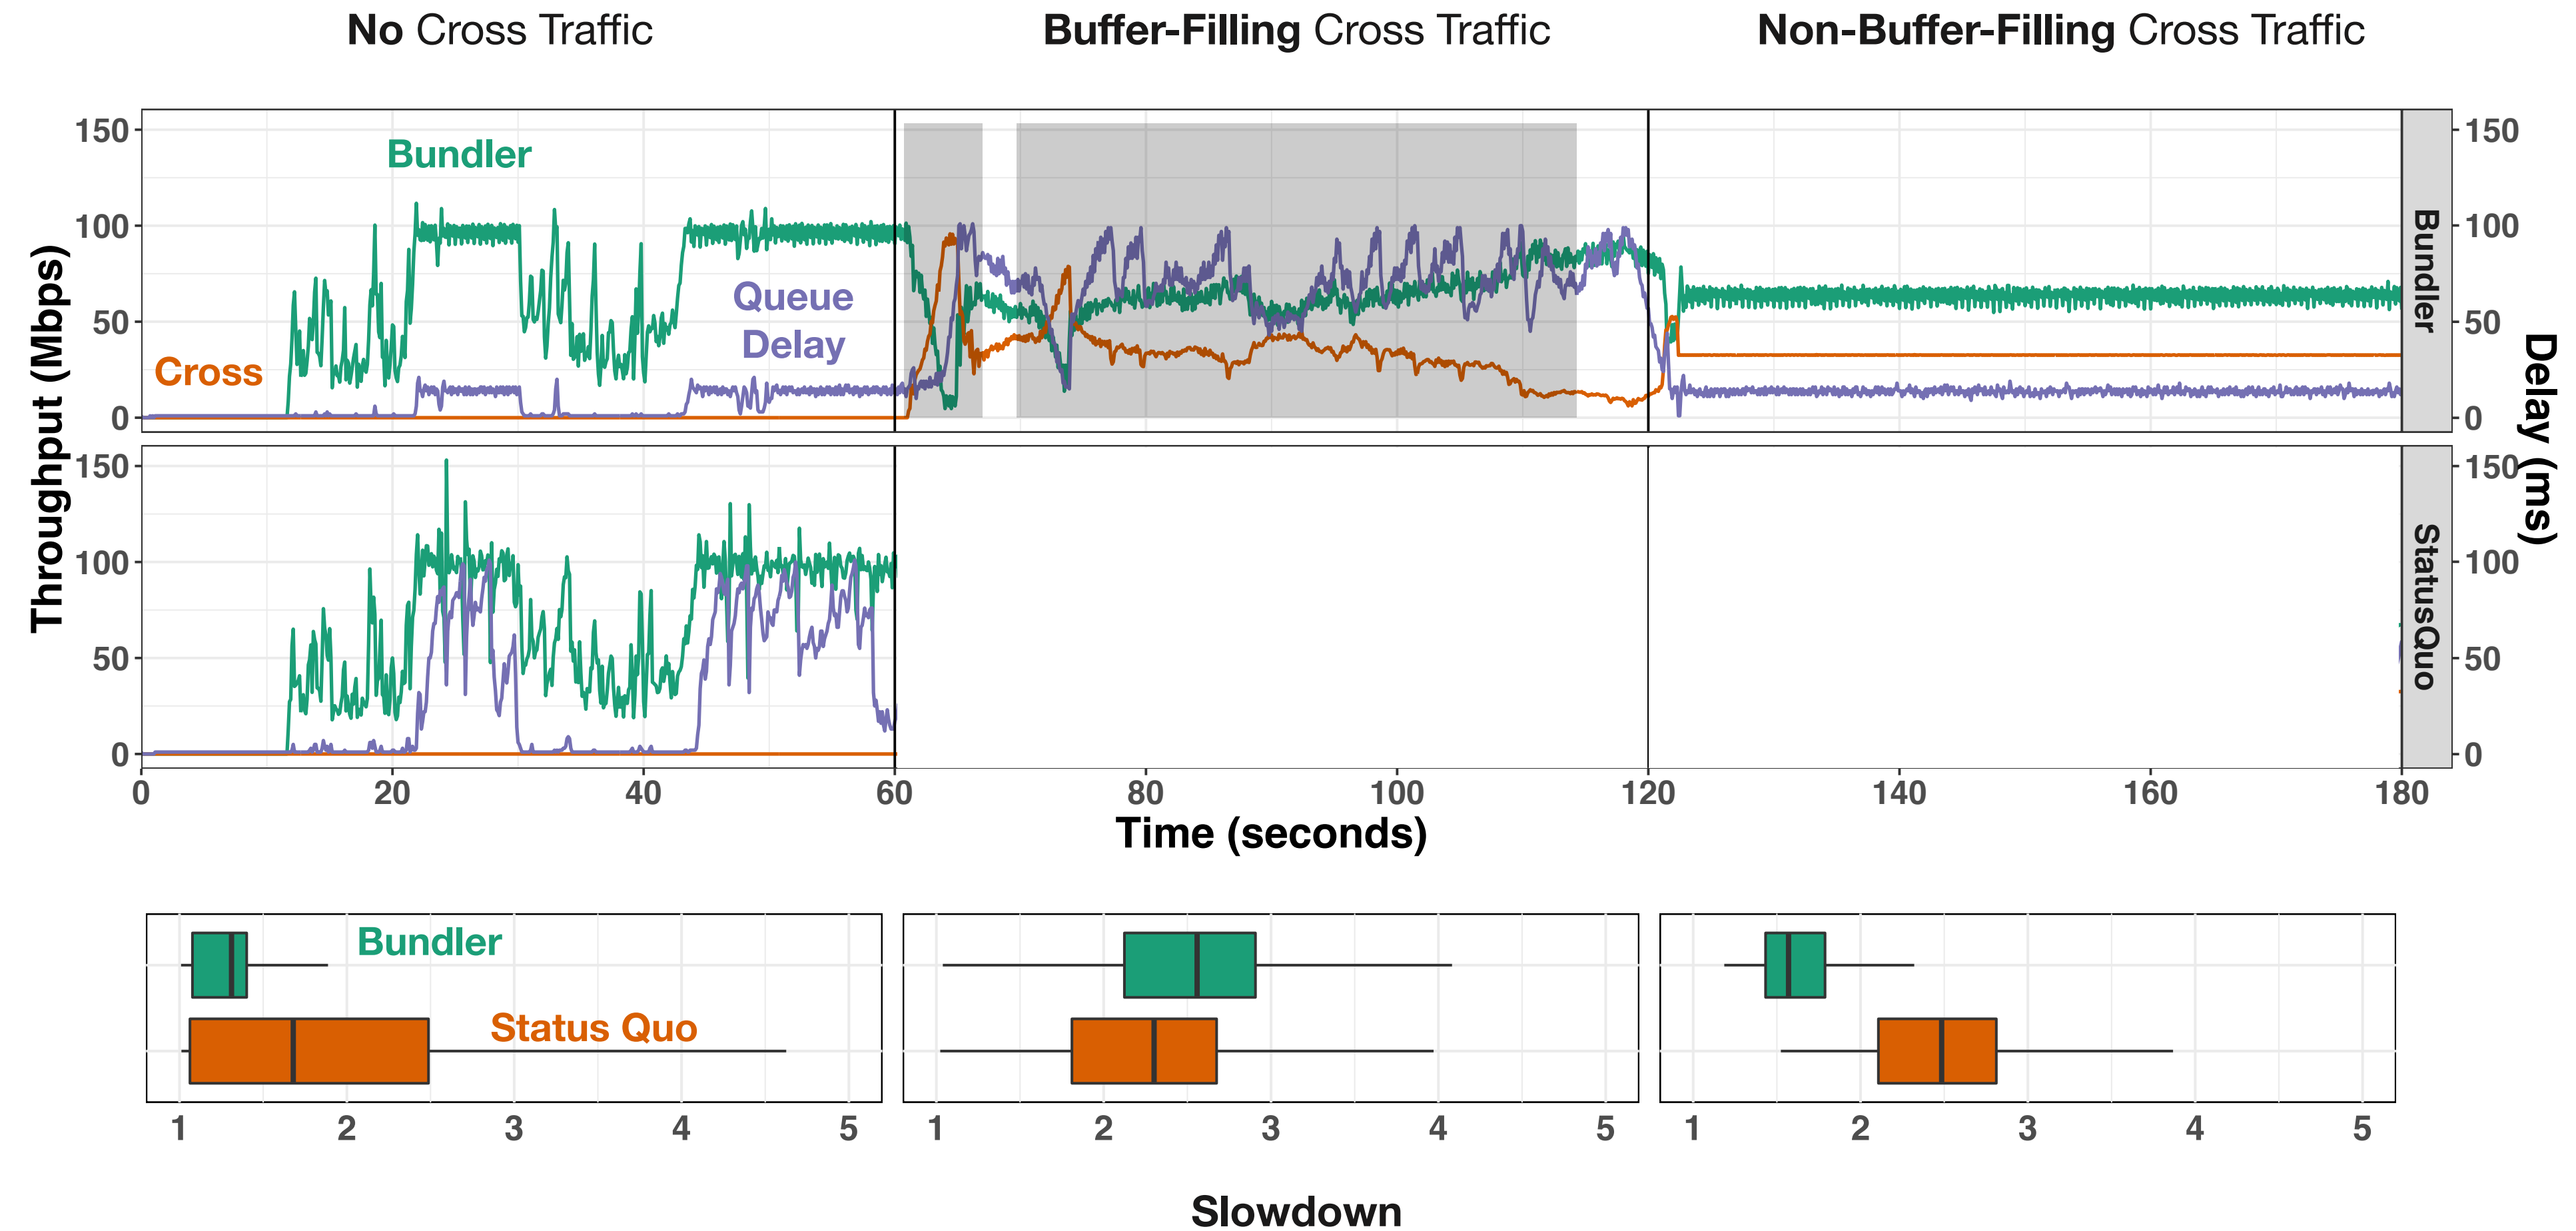 No Cross Traffic
Buffer-Filling Cross Traffic
Non-Buffer-Filling Cross Traffic
Throughput (Mbps)
150
100
50
0
Bundler
Cross
Queue
Delay
150
100
50
0
Bundler
Delay (ms)
150
100
50
0
150
100
50
0
StatusQuo
0
20
40
60
80
100
120
140
160
180
Time (seconds)
Bundler
Status Quo
1
2
3
4
5
1
2
3
4
5
1
2
3
4
5
Slowdown